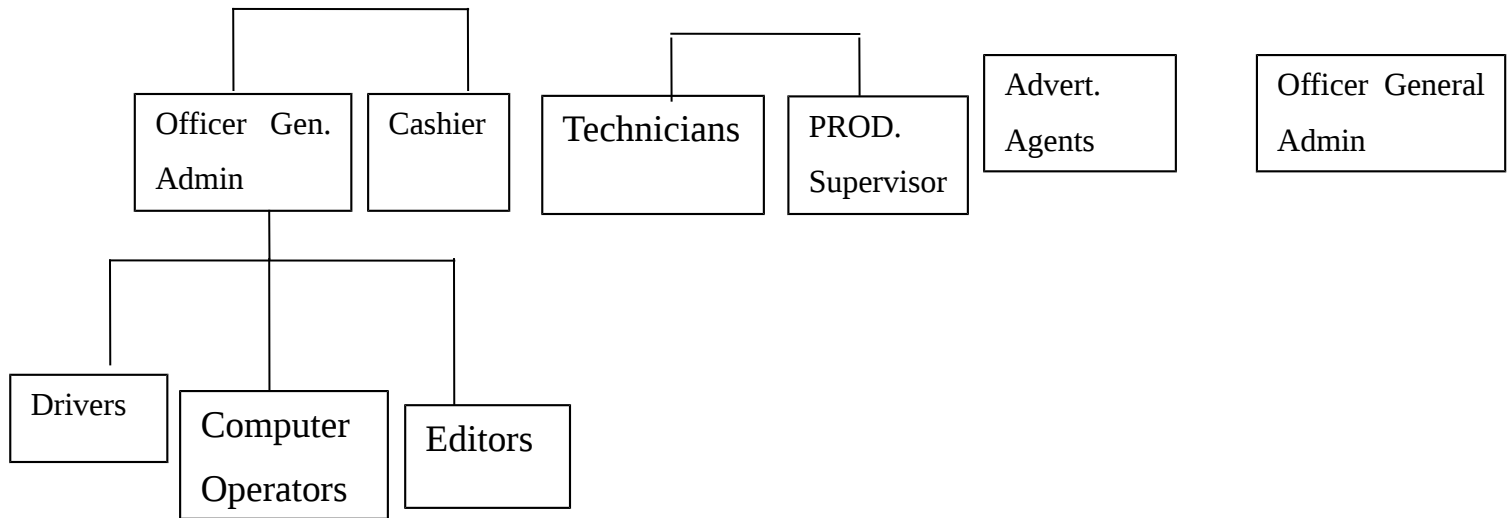 Officer Gen.
Admin
Cashier
Technicians
PROD.
Supervisor
Advert.
Agents
Officer General
Admin
Drivers
Computer
Operators
Editors